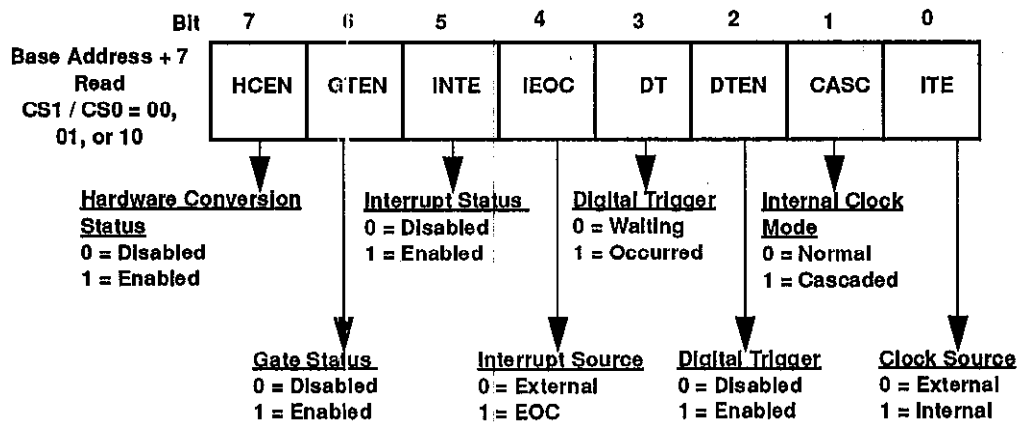 Bit 7 6 5 4 3 2 1 0
Base Address + 7
Read
CS1 / CS0 = 00,
01, or 10
HCEN GTEN INTE IEOC DT DTEN CASC ITE
Hardware Conversion
Status
0 = Disabled
1 = Enabled
Interrupt Status
0 = Disabled
1 = Enabled
Digital Trigger
0 = Waiting
1 = Occurred
Internal Clock
Mode
0 = Normal
1 = Cascaded
Gate Status
0 = Disabled
1 = Enabled
Interrupt Source
0 = External
1 = EOC
Digital Trigger
0 = Disabled
1 = Enabled
Clock Source
0 = External
1 = Internal